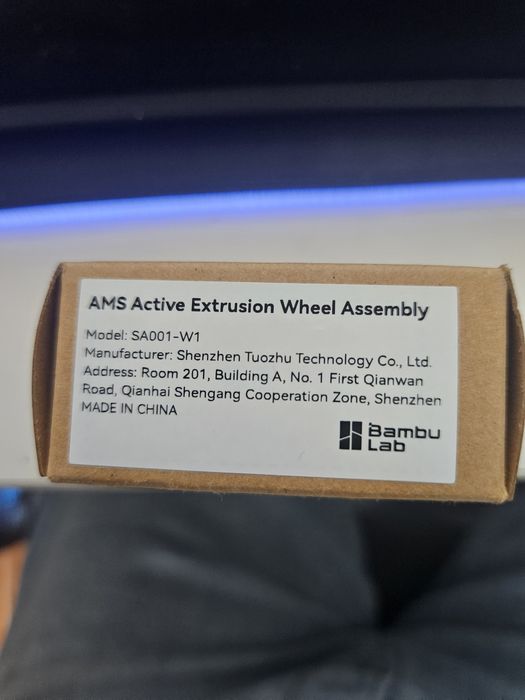 AMS Active Extrusion Wheel Assembly
Model: SA001-W1
Manufacturer: Shenzhen Tuozhu Technology Co., Ltd.
Address: Room 201, Building A, No. 1 First Qianwan
Road, Qianhai Shengang Cooperation Zone, Shenzhen
MADE IN CHINA
Bambu
Lab